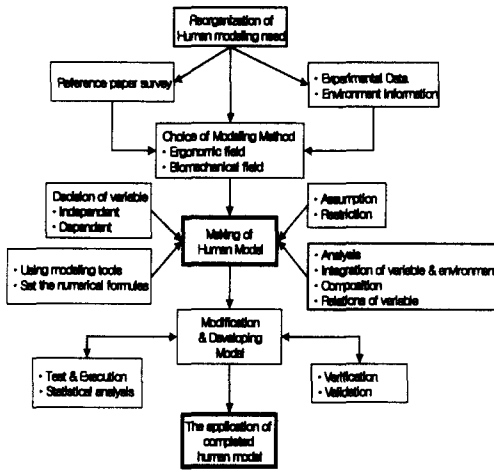 Reorganization of
Human modeling need
Reference paper survey
• Experimental Data
• Environment Information
Choice of Modeling Method
• Ergonomic field
• Biomechanical field
Decision of variable
• Independant
• Dependant
• Assumption
• Restriction
Making of
Human Model
• Using modeling tools
• Set the numerical formulas
• Analysis
• Integration of variable & environment
• Composition
• Relations of variable
Modification
& Developing
Model
• Test & Execution
• Statistical analysis
• Verification
• Validation
The application of
completed
human model